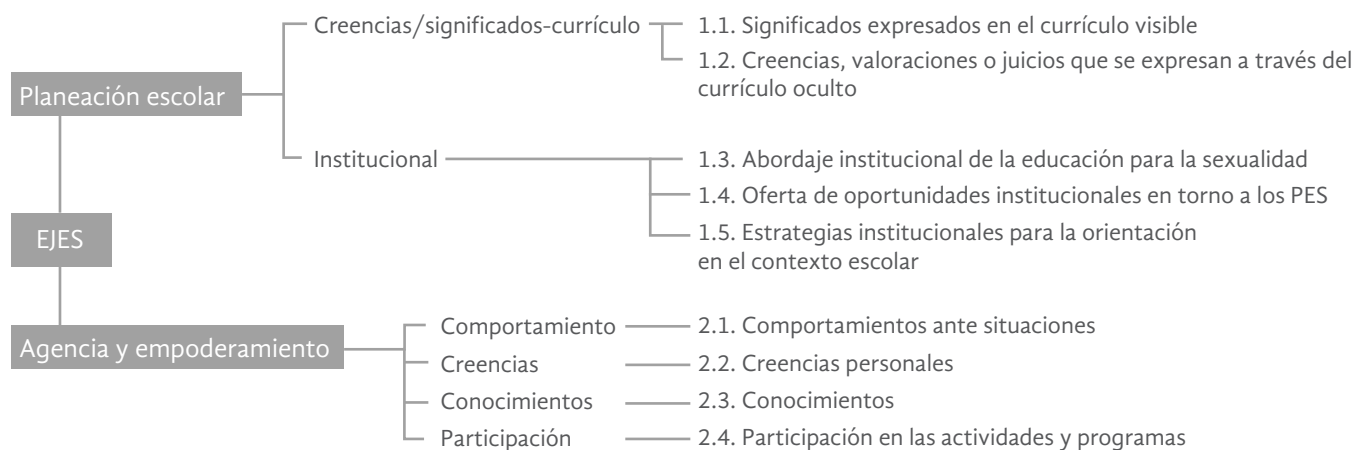 Creencias/significados-currículo
1.1. Significados expresados en el currículo visible
1.2. Creencias, valoraciones o juicios que se expresan a través del
currículo oculto
Planeación escolar
Institucional
1.3. Abordaje institucional de la educación para la sexualidad
1.4. Oferta de oportunidades institucionales en torno a los PES
1.5. Estrategias institucionales para la orientación
en el contexto escolar
EJES
Agencia y empoderamiento
Comportamiento
2.1. Comportamientos ante situaciones
Creencias
2.2. Creencias personales
Conocimientos
2.3. Conocimientos
Participación
2.4. Participación en las actividades y programas